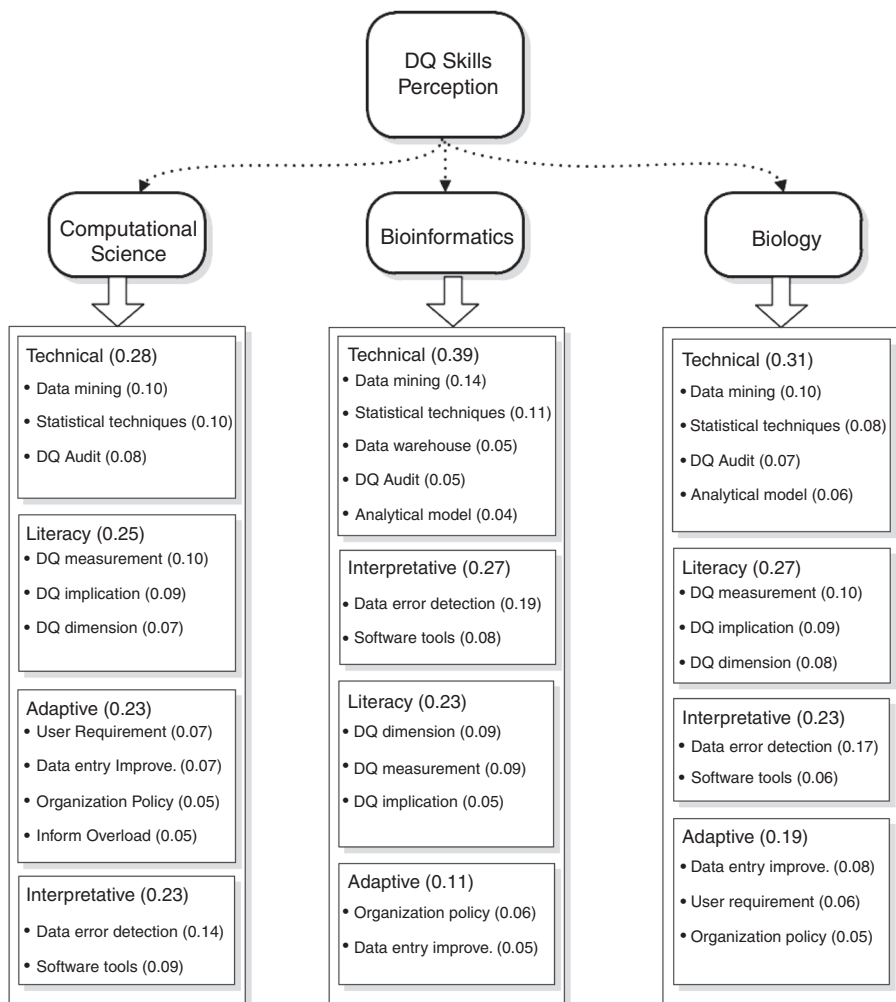 DQ Skills
Perception
Computational
Science
Bioinformatics
Biology
Technical (0.28)
• Data mining (0.10)
• Statistical techniques (0.10)
• DQ Audit (0.08)
Literacy (0.25)
• DQ measurement (0.10)
• DQ implication (0.09)
• DQ dimension (0.07)
Adaptive (0.23)
• User Requirement (0.07)
• Data entry Improve. (0.07)
• Organization Policy (0.05)
• Inform Overload (0.05)
Interpretative (0.23)
• Data error detection (0.14)
• Software tools (0.09)
Technical (0.39)
• Data mining (0.14)
• Statistical techniques (0.11)
• Data warehouse (0.05)
• DQ Audit (0.05)
• Analytical model (0.04)
Interpretative (0.27)
• Data error detection (0.19)
• Software tools (0.08)
Literacy (0.23)
• DQ dimension (0.09)
• DQ measurement (0.09)
• DQ implication (0.05)
Adaptive (0.11)
• Organization policy (0.06)
• Data entry improve. (0.05)
Technical (0.31)
• Data mining (0.10)
• Statistical techniques (0.08)
• DQ Audit (0.07)
• Analytical model (0.06)
Literacy (0.27)
• DQ measurement (0.10)
• DQ implication (0.09)
• DQ dimension (0.08)
Interpretative (0.23)
• Data error detection (0.17)
• Software tools (0.06)
Adaptive (0.19)
• Data entry improve. (0.08)
• User requirement (0.06)
• Organization policy (0.05)